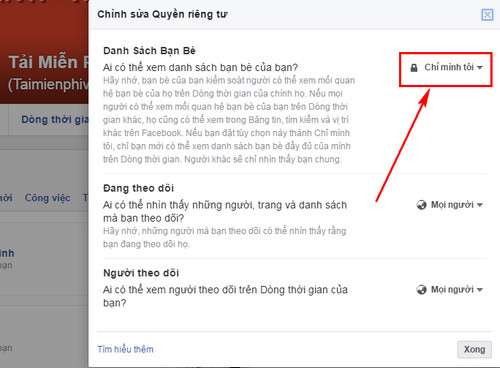 Chỉnh sửa Quyền riêng tư
Danh Sách Bạn Bè
Ai có thể xem danh sách bạn bè của bạn?
Hãy nhớ, bạn bè của bạn kiểm soát người có thể xem mối quan
hệ bạn bè của họ trên Dòng thời gian của chính họ. Nếu mọi
người có thể xem mối quan hệ bạn bè của bạn trên Dòng thời
gian khác, họ cũng có thể xem trong Bảng tin, tìm kiếm và vị trí
khác trên Facebook. Nếu bạn đặt tùy chọn này thành Chỉ mình
tôi, chỉ bạn mới có thể xem danh sách bạn bè đầy đủ của mình
trên Dòng thời gian. Người khác sẽ chỉ nhìn thấy bạn chung.
Chỉ mình tôi
Đang theo dõi
Ai có thể nhìn thấy những người, trang và danh sách
mà bạn theo dõi?
Hãy nhớ, những người mà bạn theo dõi có thể nhìn thấy rằng
bạn đang theo dõi họ.
Mọi người
Người theo dõi
Ai có thể xem người theo dõi trên Dòng thời gian của
bạn?
Mọi người
Tìm hiểu thêm
Xong
Tải Miễn
(Taimienphiv
Dòng thời gia
Công việc